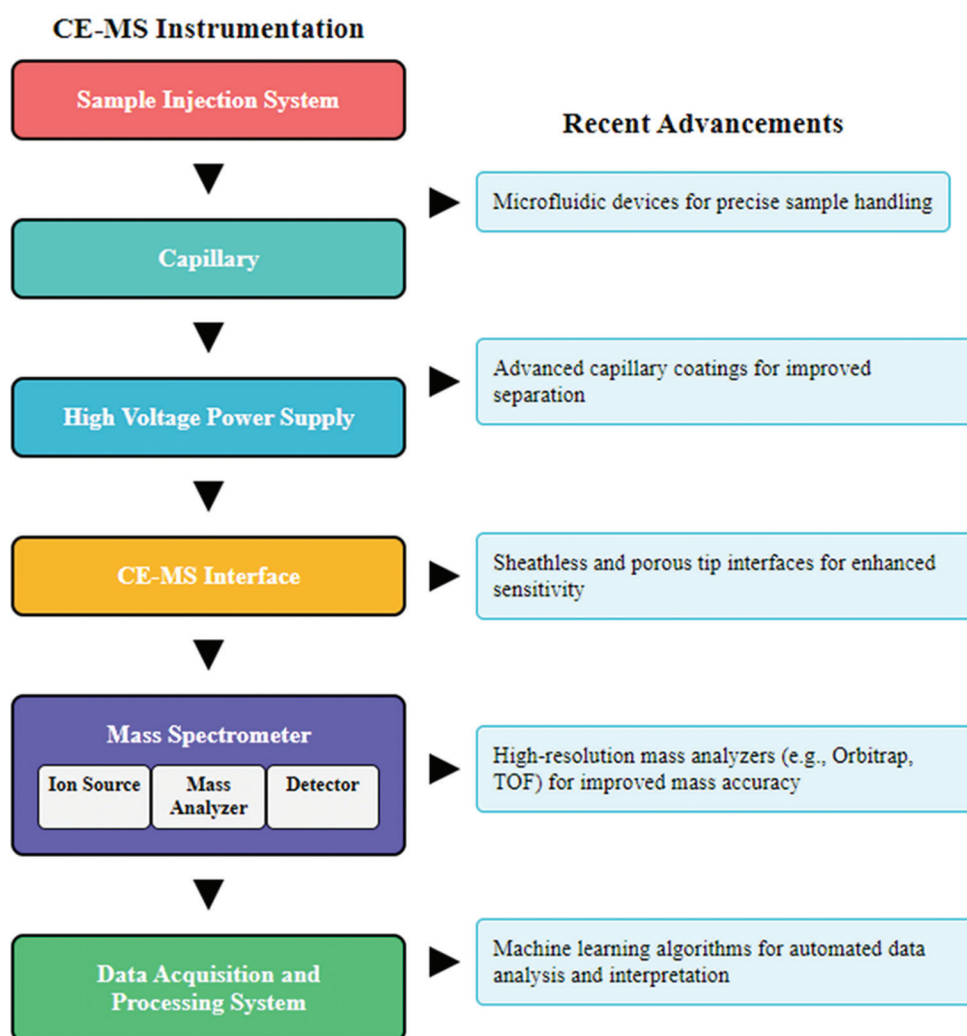 CE-MS Instrumentation
Sample Injection System
Recent Advancements
Microfluidic devices for precise sample handling
Capillary
Advanced capillary coatings for improved
separation
High Voltage Power Supply
CE-MS Interface
Sheathless and porous tip interfaces for enhanced
sensitivity
Mass Spectrometer
Ion Source
Mass
Analyzer
Detector
High-resolution mass analyzers (e.g., Orbitrap,
TOF) for improved mass accuracy
Data Acquisition and
Processing System
Machine learning algorithms for automated data
analysis and interpretation